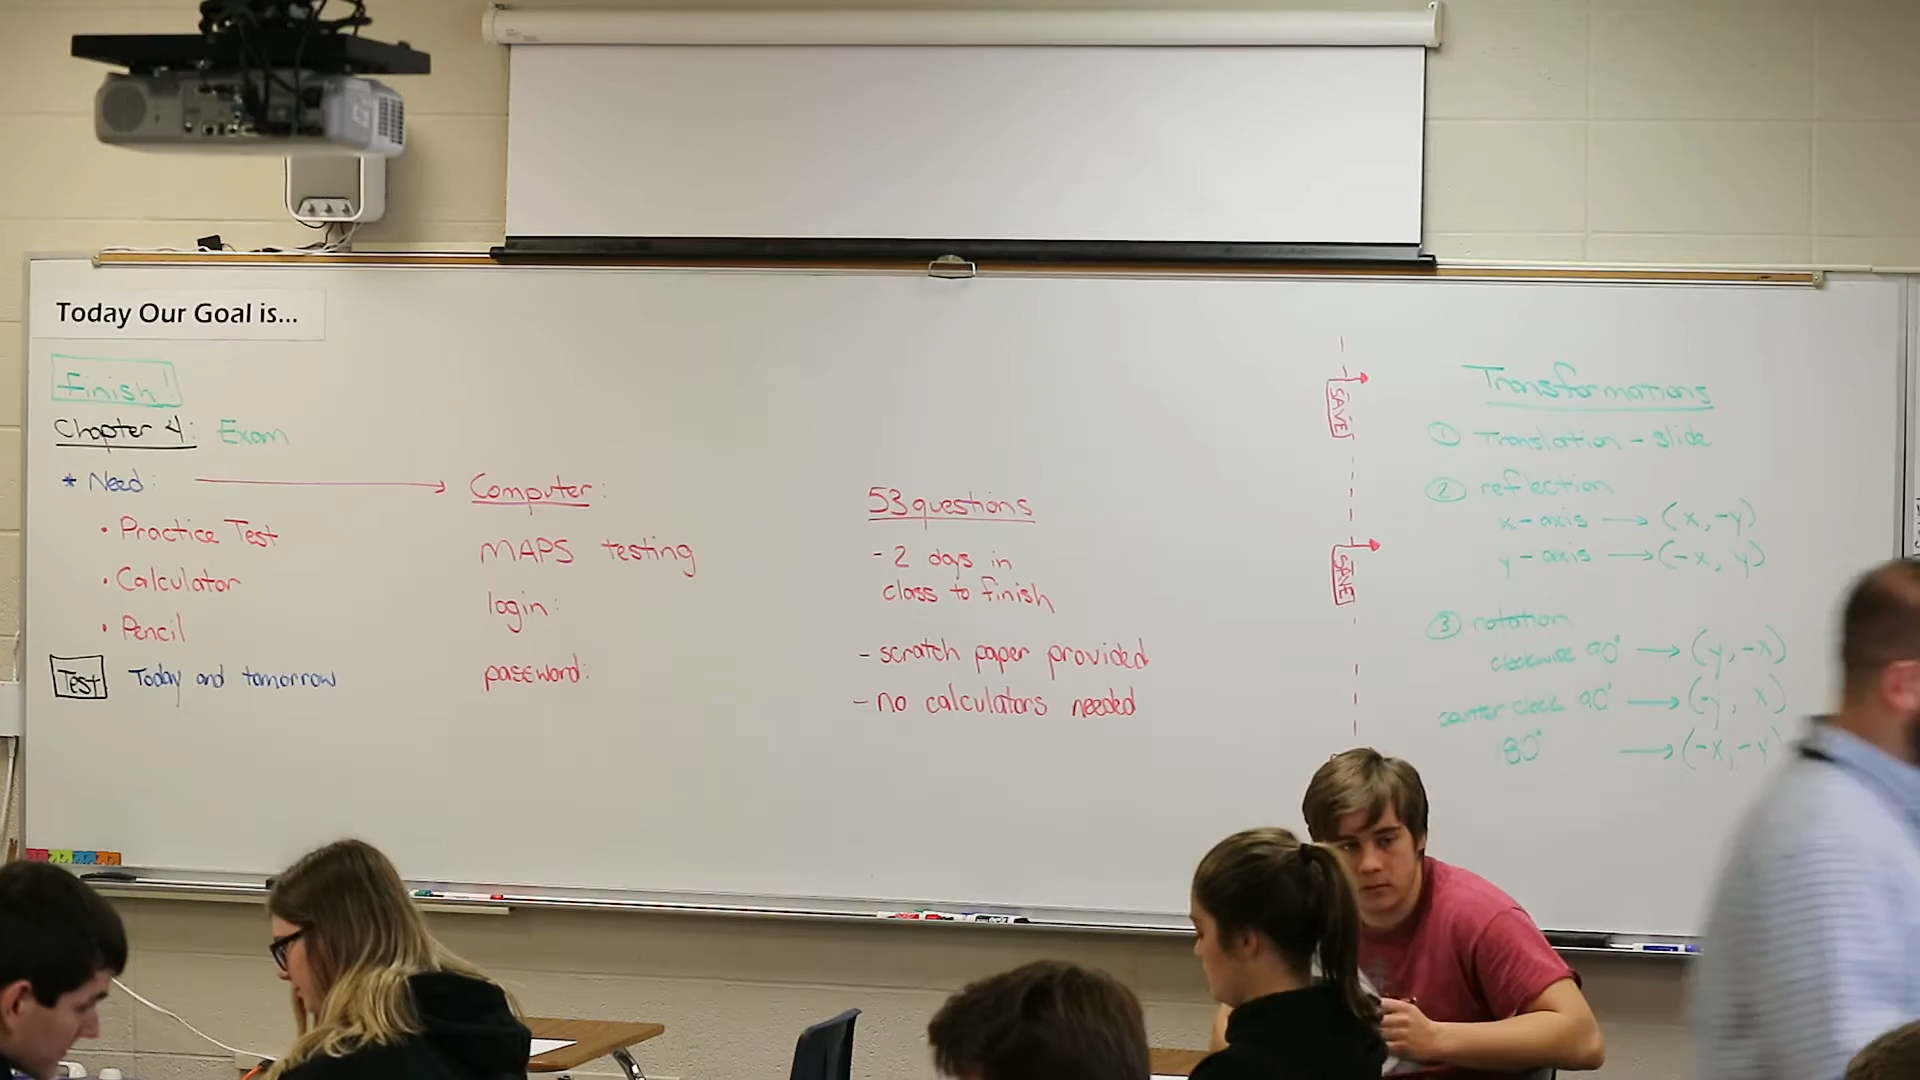 Today Our Goal is...
finish!
Chapter 4: Exam
* Need:
• Practice Test
• Calculator
• Pencil
Test Today and tomorrow
Computer:
MAPS testing
login:
password:
53 questions
- 2 days in
class to finish
- scratch paper provided
- no calculators needed
SAVE
SAVE
Transformations
① Translation - slide
② reflection
x-axis → (x, -y)
y-axis → (-x, y)
③ rotation
clockwise 90° → (y, -x)
counter clock 90° → (-y, x)
180° → (-x, -y)